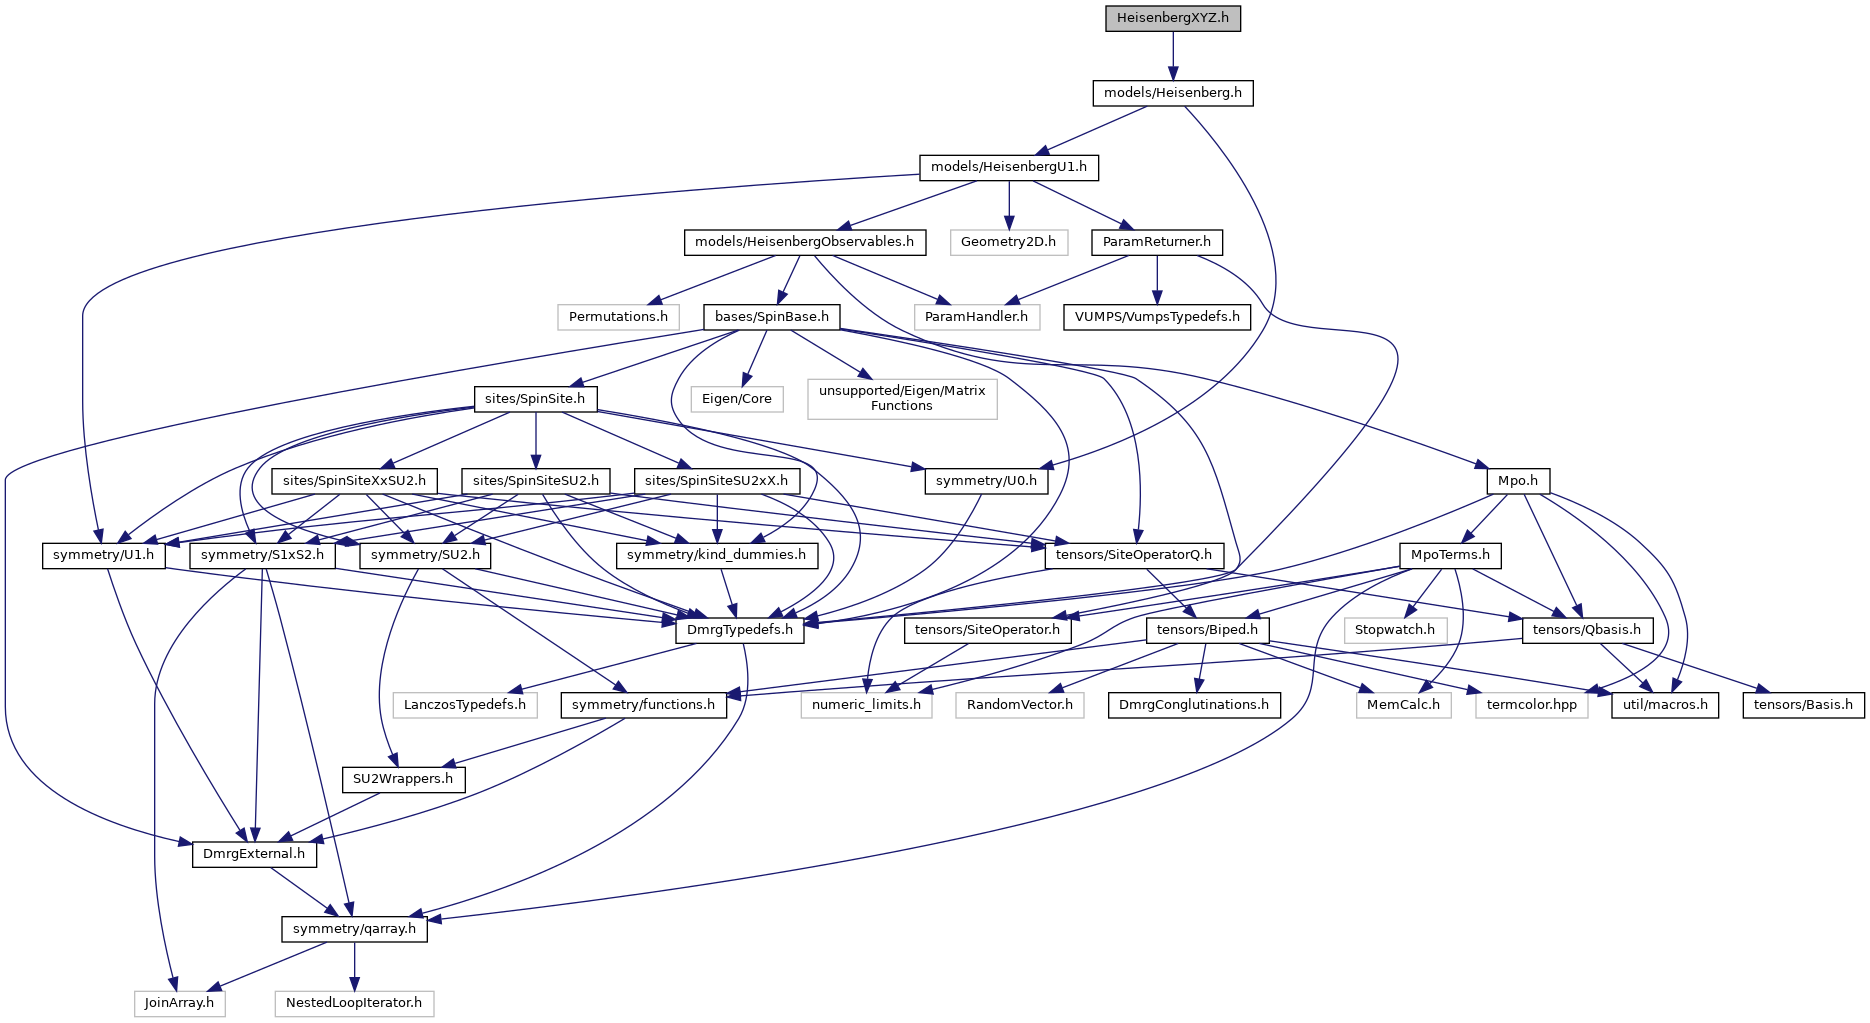 HeisenbergXYZ.h
models/Heisenberg.h
models/HeisenbergU1.h
models/HeisenbergObservables.h
Geometry2D.h
ParamReturner.h
Permutations.h
bases/SpinBase.h
ParamHandler.h
VUMPS/VumpsTypedefs.h
sites/SpinSite.h
Eigen/Core
unsupported/Eigen/Matrix
Functions
sites/SpinSiteXxSU2.h
sites/SpinSiteSU2.h
sites/SpinSiteSU2xX.h
symmetry/U0.h
Mpo.h
symmetry/U1.h
symmetry/S1xS2.h
symmetry/SU2.h
symmetry/kind_dummies.h
tensors/SiteOperatorQ.h
MpoTerms.h
DmrgTypedefs.h
tensors/SiteOperator.h
tensors/Biped.h
Stopwatch.h
tensors/Qbasis.h
LanczosTypedefs.h
symmetry/functions.h
numeric_limits.h
RandomVector.h
DmrgConglutinations.h
MemCalc.h
termcolor.hpp
util/macros.h
tensors/Basis.h
SU2Wrappers.h
DmrgExternal.h
symmetry/qarray.h
JoinArray.h
NestedLoopIterator.h